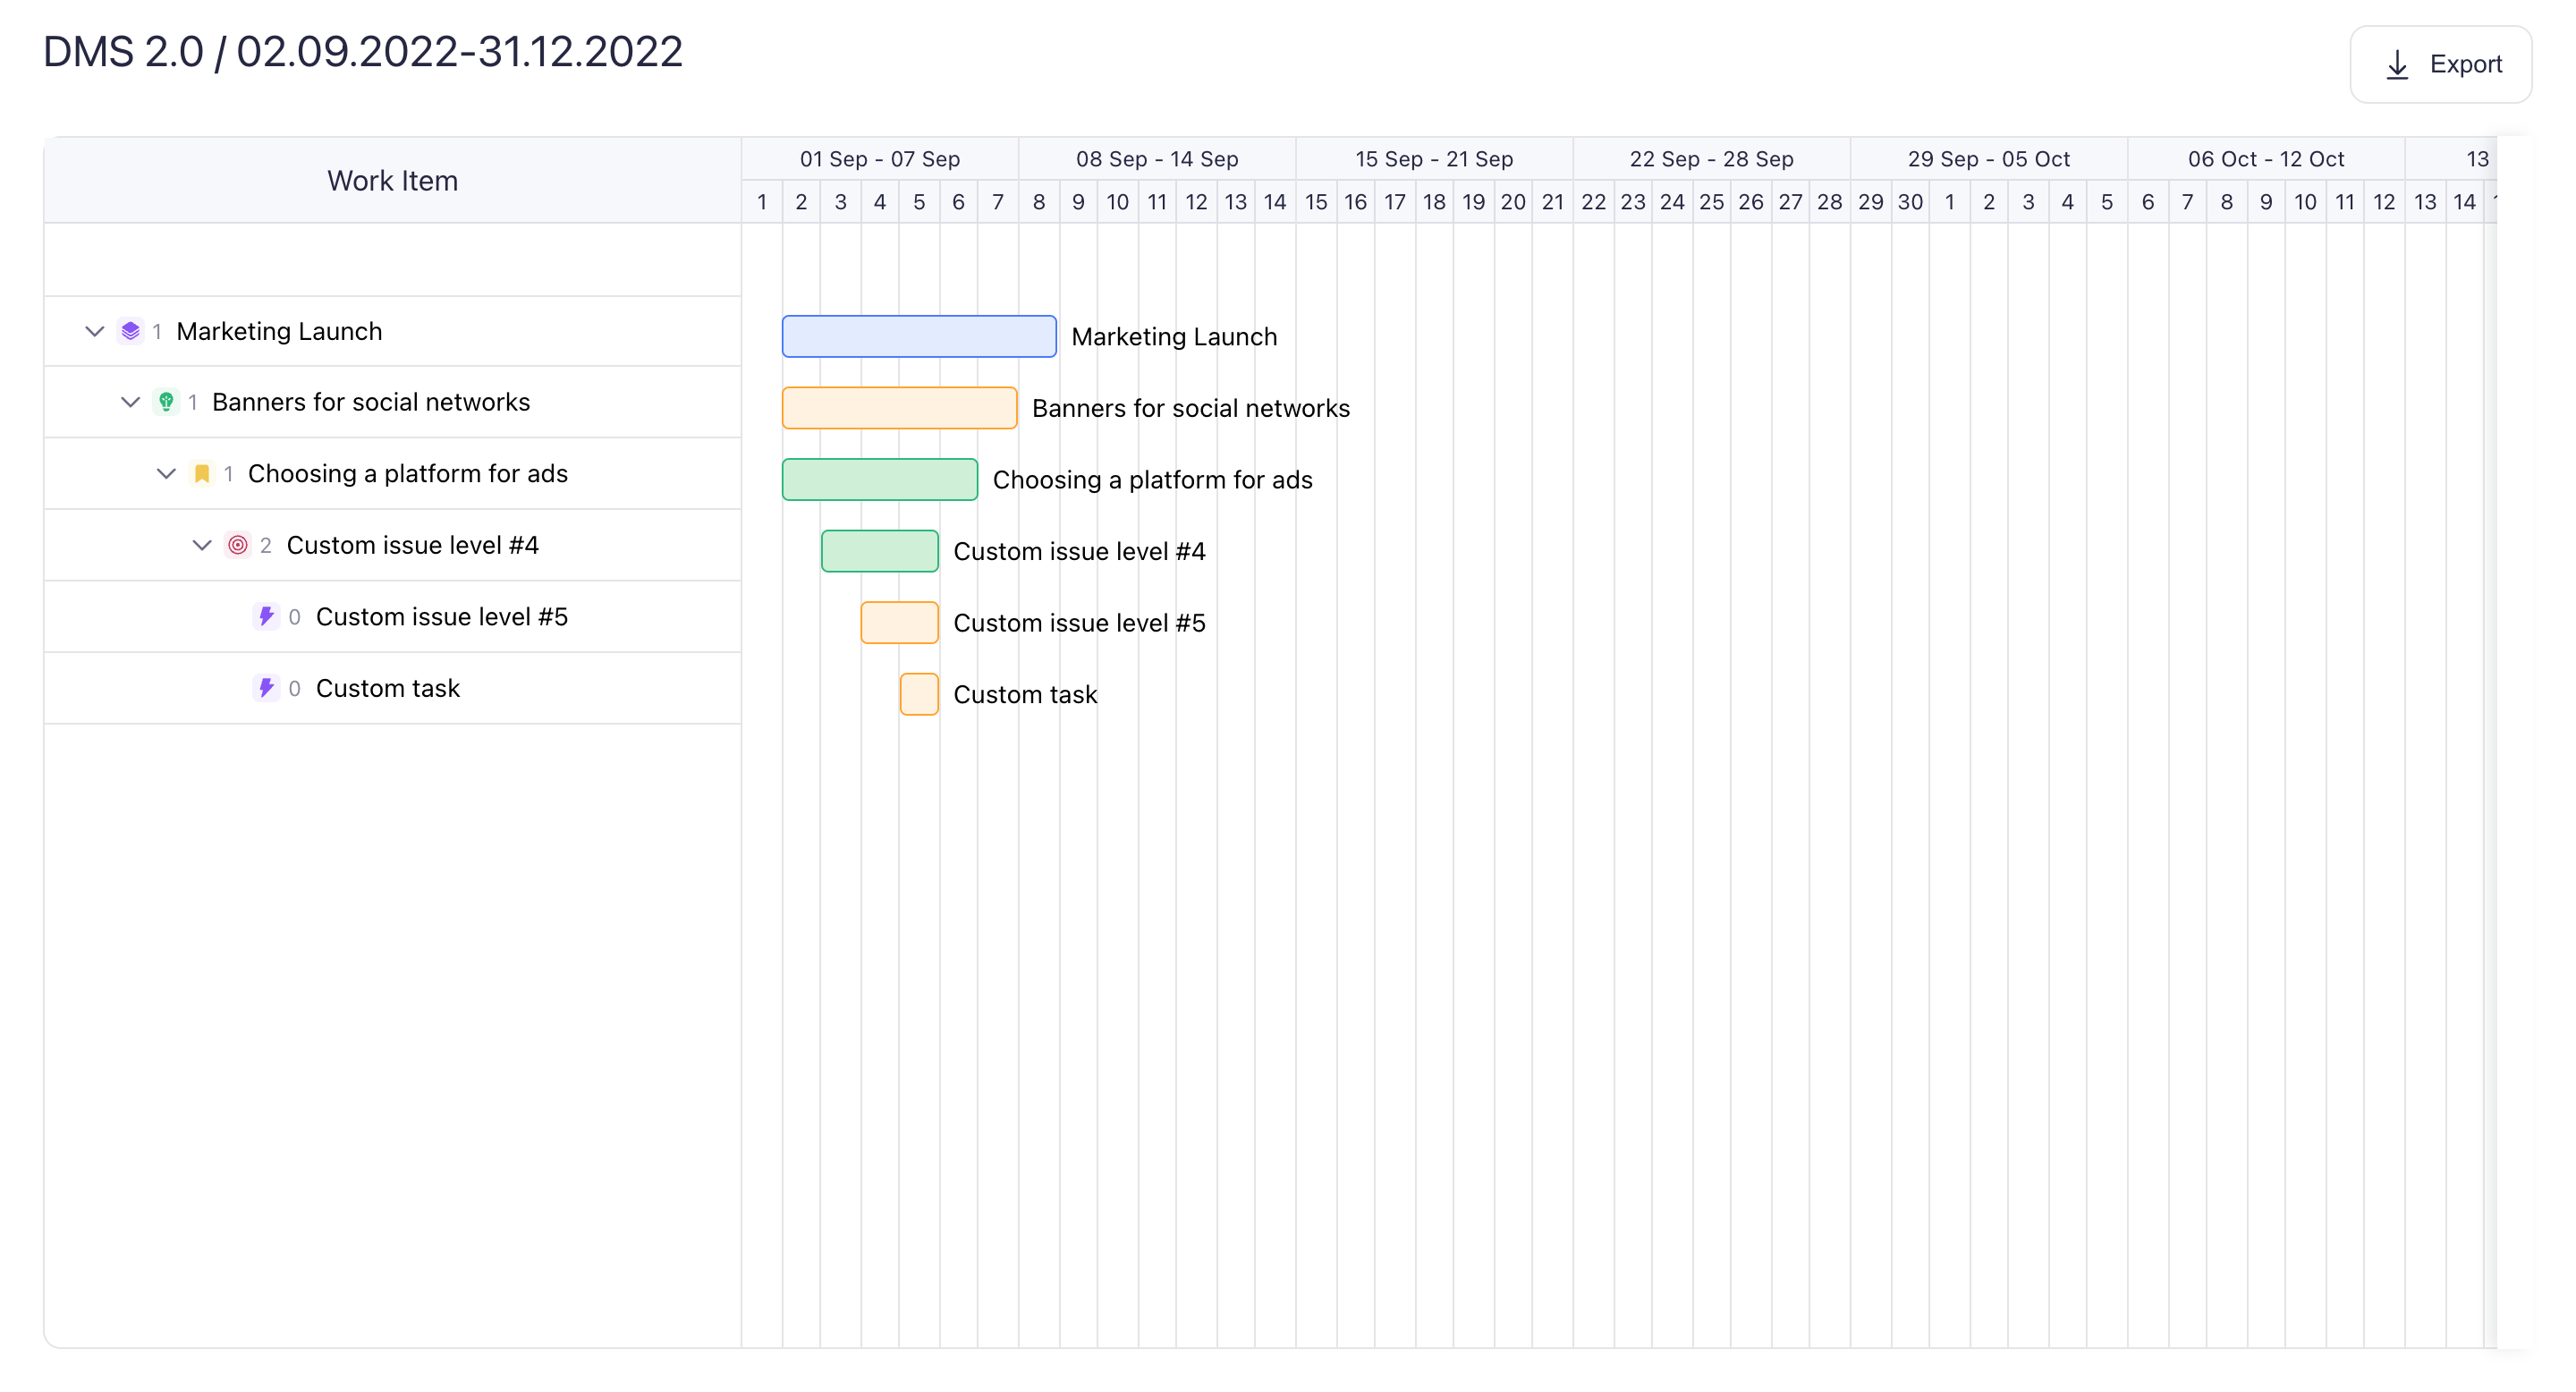 DMS 2.0 / 02.09.2022-31.12.2022
Export
Work Item
01 Sep - 07 Sep 08 Sep - 14 Sep 15 Sep - 21 Sep 22 Sep - 28 Sep 29 Sep - 05 Oct 06 Oct - 12 Oct 13
1 2 3 4 5 6 7 8 9 10 11 12 13 14 15 16 17 18 19 20 21 22 23 24 25 26 27 28 29 30 1 2 3 4 5 6 7 8 9 10 11 12 13 14
1 Marketing Launch Marketing Launch
1 Banners for social networks Banners for social networks
1 Choosing a platform for ads Choosing a platform for ads
2 Custom issue level #4 Custom issue level #4
0 Custom issue level #5 Custom issue level #5
0 Custom task Custom task